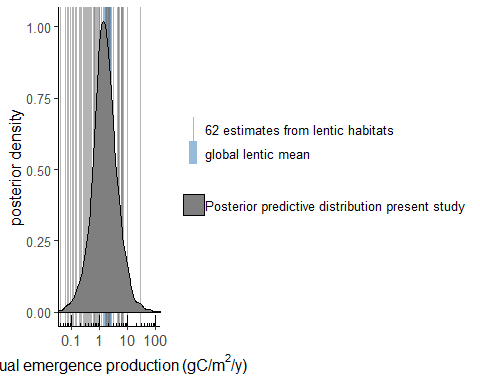 1.00
0.75
0.50
0.25
0.00
posterior density
0.1 1 10 100
ual emergence production (gC/m²/y)
62 estimates from lentic habitats
global lentic mean
Posterior predictive distribution present study